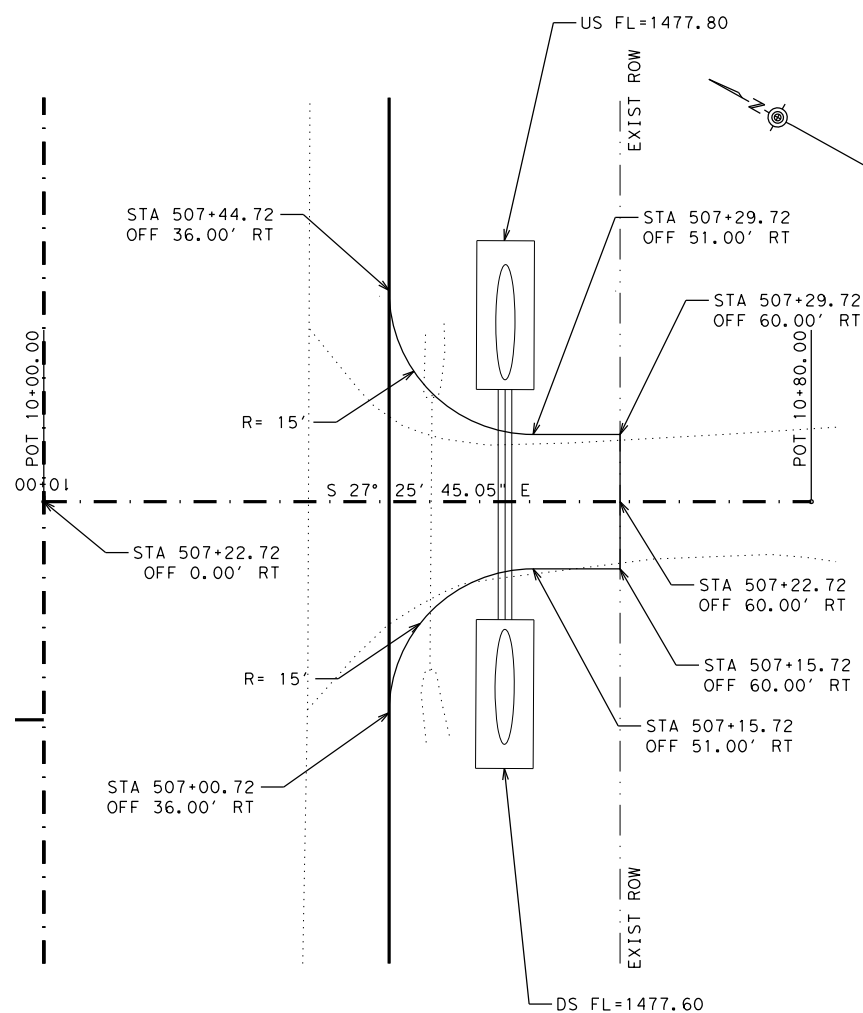 US FL=1477.80
EXIST ROW
N
STA 507+44.72
OFF 36.00' RT
STA 507+29.72
OFF 51.00' RT
STA 507+29.72
OFF 60.00' RT
POT 10+00.00
POT 10+80.00
R= 15'
10+00
S 27° 25' 45.05" E
STA 507+22.72
OFF 0.00' RT
STA 507+22.72
OFF 60.00' RT
R= 15'
STA 507+15.72
OFF 60.00' RT
STA 507+15.72
OFF 51.00' RT
STA 507+00.72
OFF 36.00' RT
EXIST ROW
DS FL=1477.60